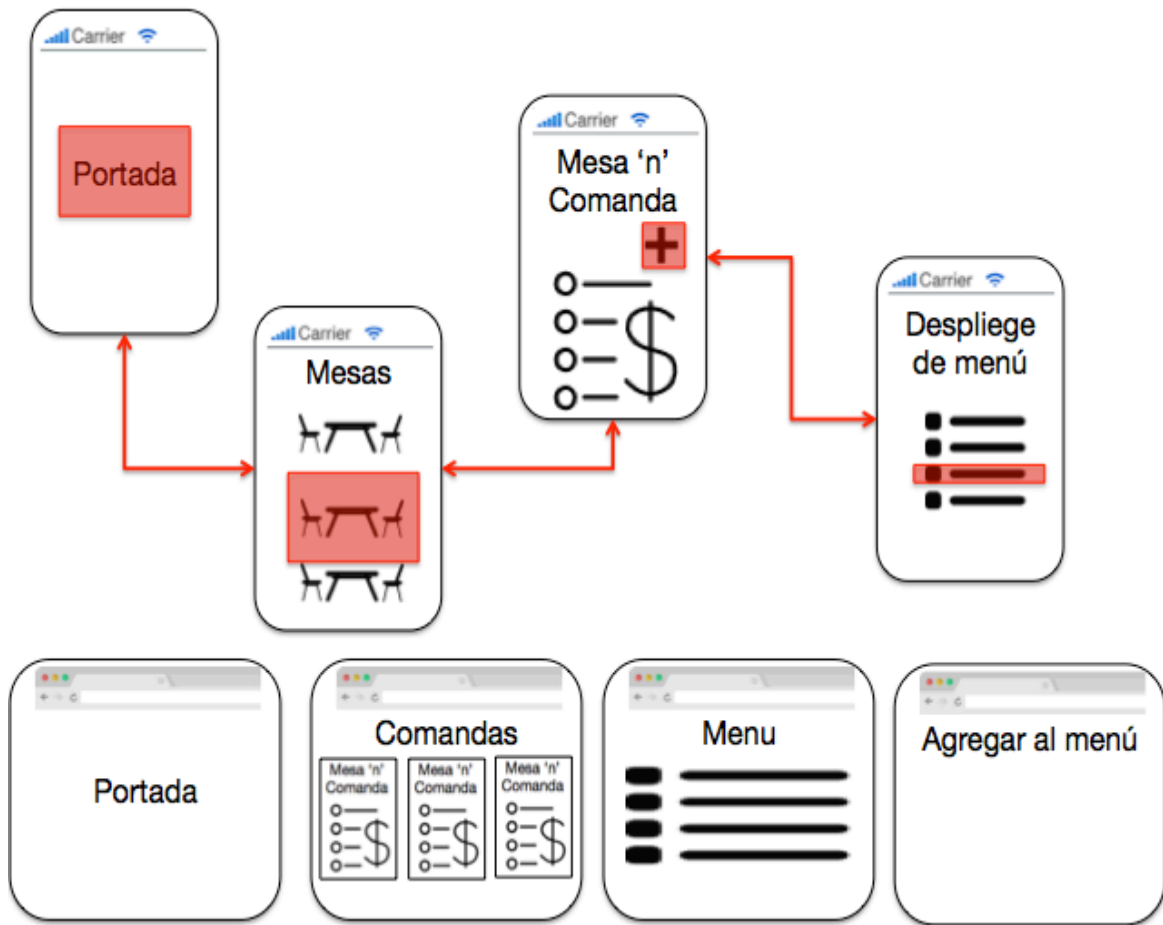 Carrier
Portada
Carrier
Mesas
Carrier
Mesa ‘n’
Comanda
Carrier
Despliege
de menú
Portada
Comandas
Mesa ‘n’
Comanda
Mesa ‘n’
Comanda
Mesa ‘n’
Comanda
Menu
Agregar al menú